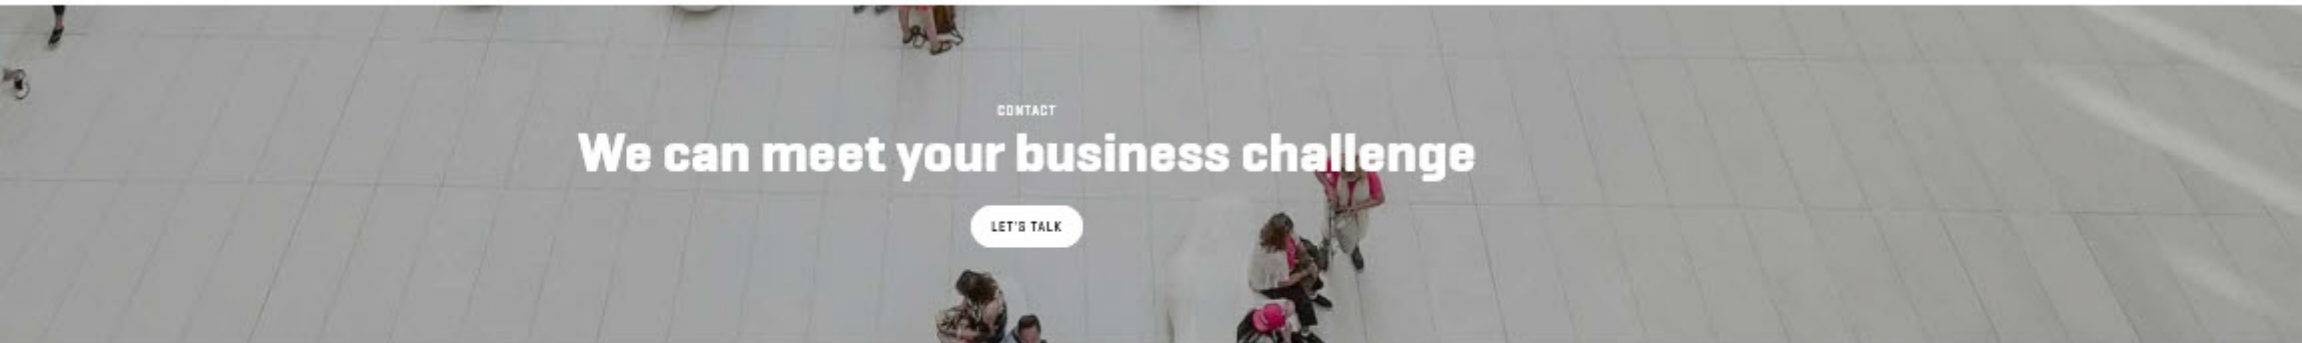 CONTACT
We can meet your business challenge
LET'S TALK